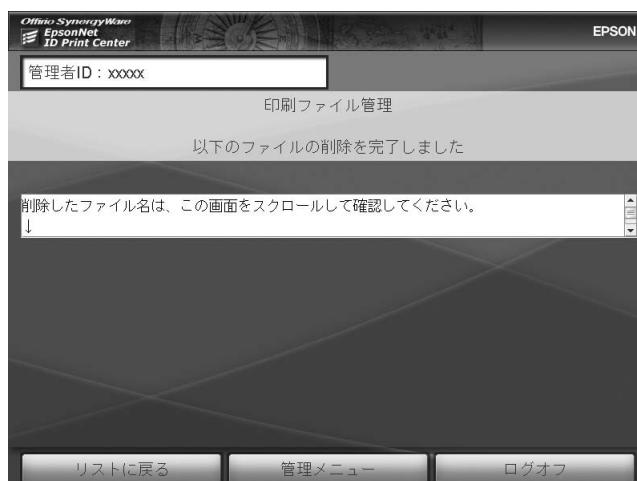 Offirio SynergyWare
EpsonNet
ID Print Center
EPSON
管理者ID：xxxxx
印刷ファイル管理
以下のファイルの削除を完了しました
削除したファイル名は、この画面をスクロールして確認してください。
↓
リストに戻る
管理メニュー
ログオフ